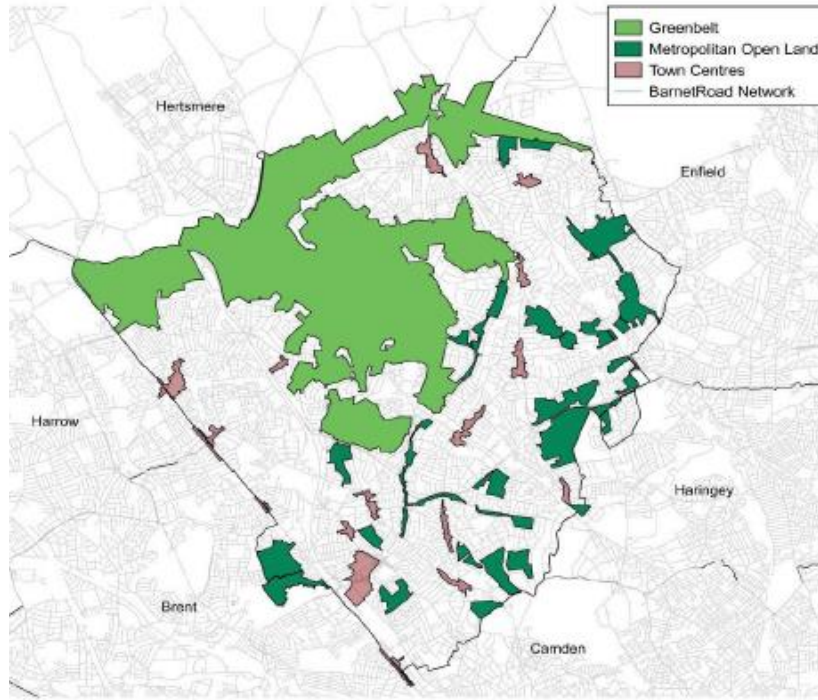 Greenbelt
Metropolitan Open Land
Town Centres
BarnetRoad Network
Hertsmere
Enfield
Harrow
Haringey
Brent
Camden